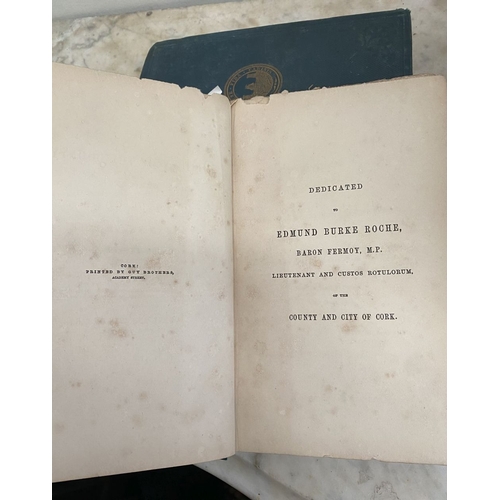 CORK:
PRINTED BY GUY BROTHERS,
ACADEMY STREET,
DEDICATED
TO
EDMUND BURKE ROCHE,
BARON FERMOY, M.P.
LIEUTENANT AND CUSTOS ROTULORUM,
OF THE
COUNTY AND CITY OF CORK.